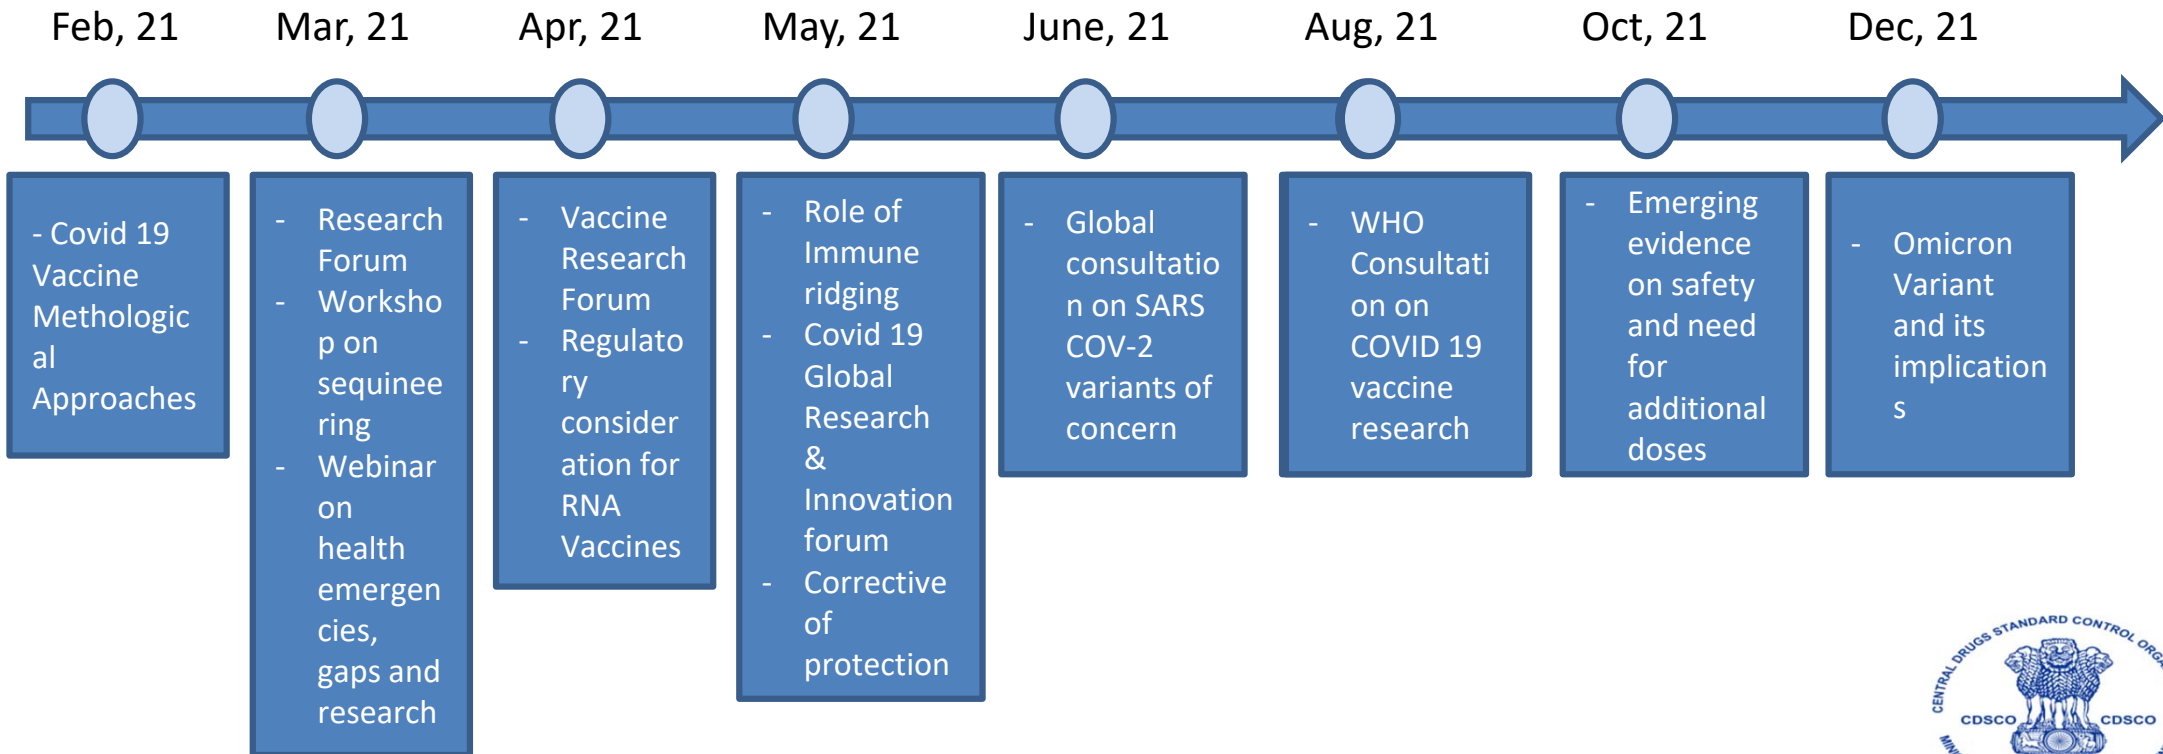 Feb, 21
Mar, 21
Apr, 21
May, 21
June, 21
Aug, 21
Oct, 21
Dec, 21
- Covid 19
Vaccine
Methologic
al
Approaches
- Research
Forum
- Worksho
p on
sequinee
ring
- Webinar
on
health
emergen
cies,
gaps and
research
- Vaccine
Research
Forum
- Regulato
ry
consider
ation for
RNA
Vaccines
- Role of
Immune
ridging
- Covid 19
Global
Research
&
Innovation
forum
- Corrective
of
protection
- Global
consultatio
n on SARS
COV-2
variants of
concern
- WHO
Consultati
on on
COVID 19
vaccine
research
- Emerging
evidence
on safety
and need
for
additional
doses
- Omicron
Variant
and its
implication
s
CENTRAL DRUGS STANDARD CONTROL
CDSCO CDSCO